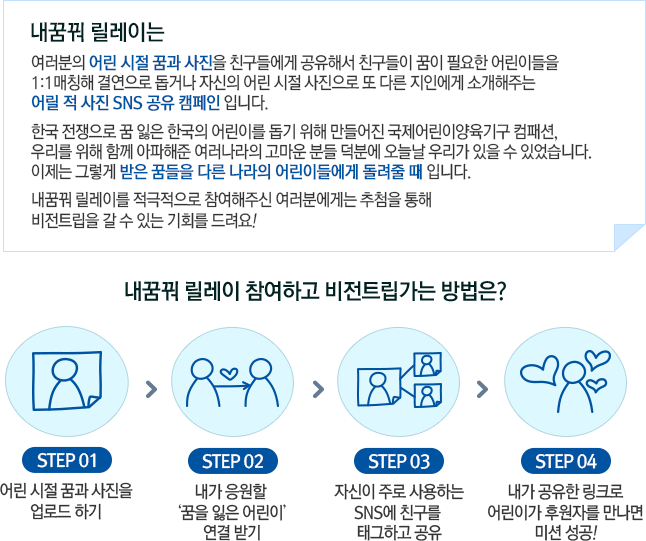 내꿈꿔 릴레이는
여러분의 어린 시절 꿈과 사진을 친구들에게 공유해서 친구들이 꿈이 필요한 어린이들을
1:1매칭해 결연으로 돕거나 자신의 어린 시절 사진으로 또 다른 지인에게 소개해주는
어릴 적 사진 SNS 공유 캠페인 입니다.
한국 전쟁으로 꿈 잃은 한국의 어린이를 돕기 위해 만들어진 국제어린이양육기구 컴패션,
우리를 위해 함께 아파해준 여러나라의 고마운 분들 덕분에 오늘날 우리가 있을 수 있었습니다.
이제는 그렇게 받은 꿈들을 다른 나라의 어린이들에게 돌려줄 때 입니다.
내꿈꿔 릴레이를 적극적으로 참여해주신 여러분에게는 추첨을 통해
비전트립을 갈 수 있는 기회를 드려요!
내꿈꿔 릴레이 참여하고 비전트립가는 방법은?
STEP 01
어린 시절 꿈과 사진을
업로드 하기
STEP 02
내가 응원할
‘꿈을 잃은 어린이’
연결 받기
STEP 03
자신이 주로 사용하는
SNS에 친구를
태그하고 공유
STEP 04
내가 공유한 링크로
어린이가 후원자를 만나면
미션 성공!